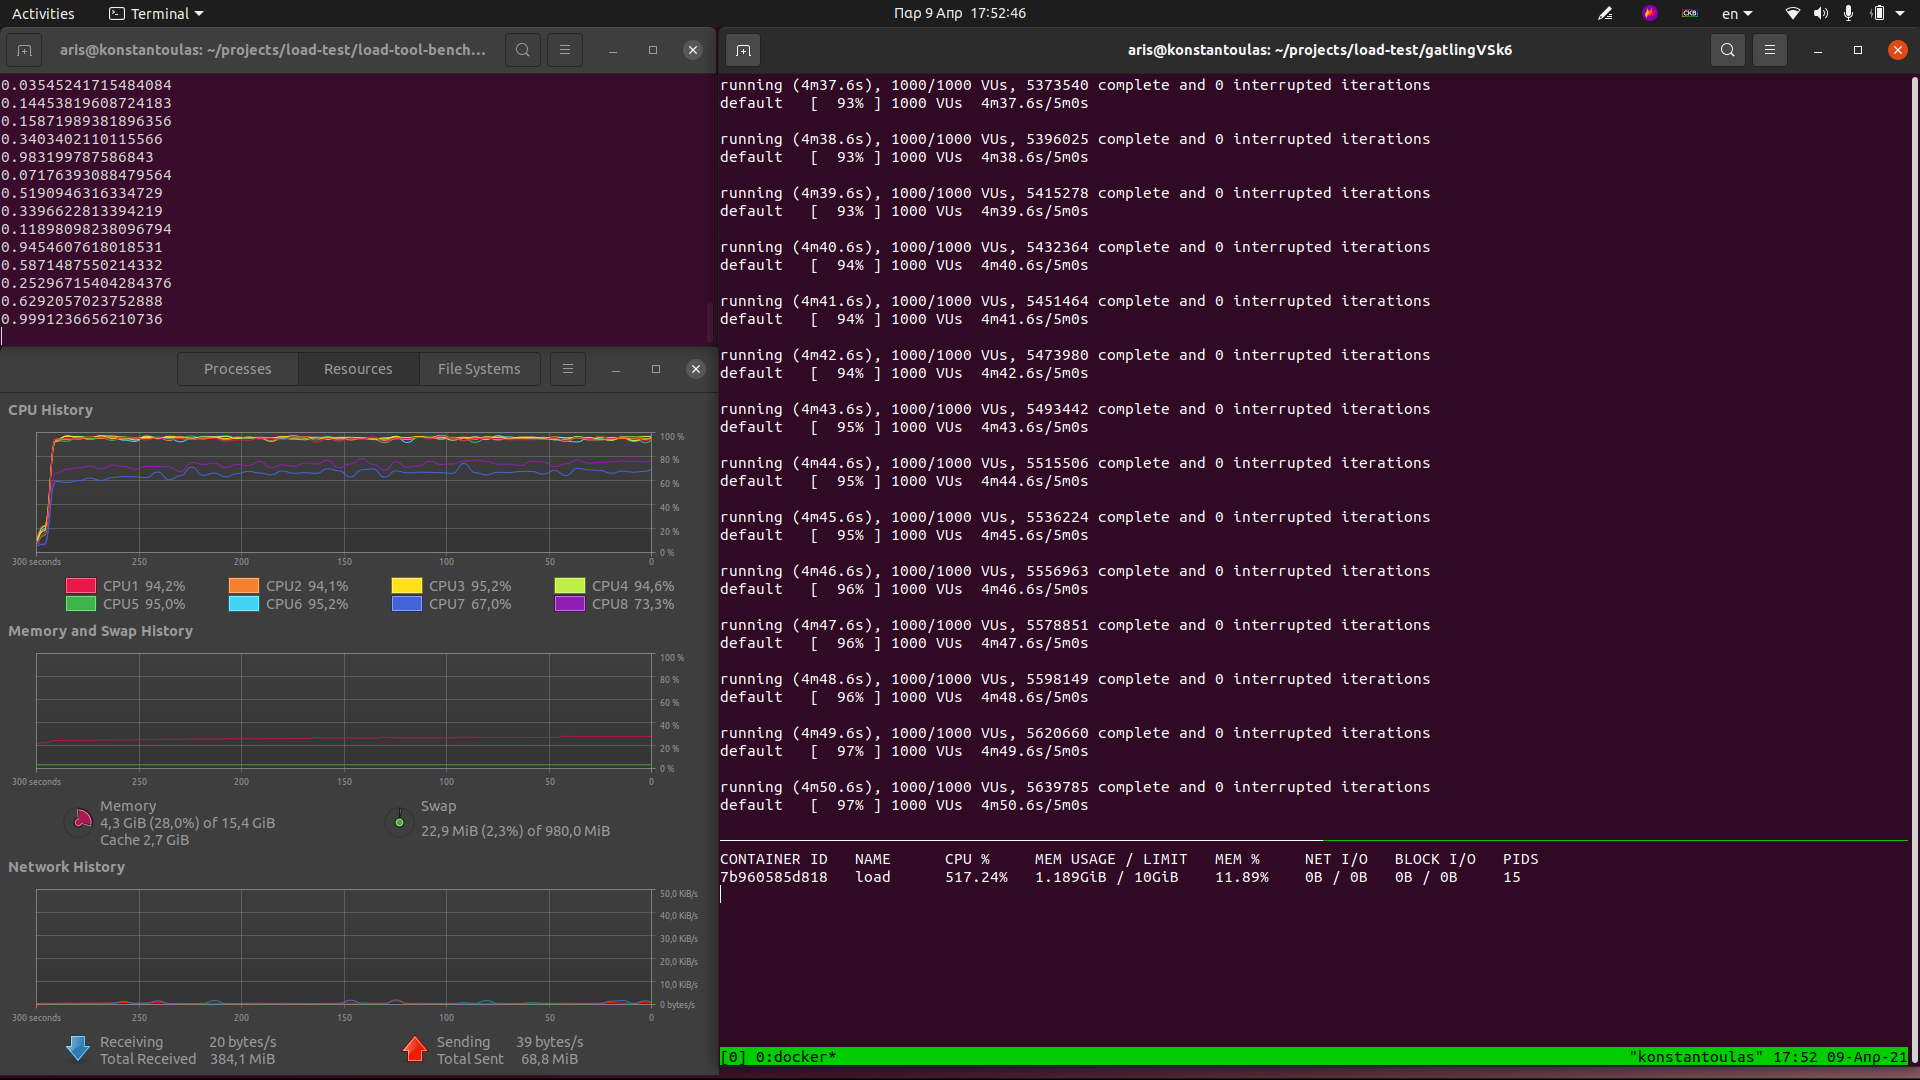 Activities Terminal Παρ 9 Απρ 17:52:46 en
aris@konstantoulas: ~/projects/load-test/load-tool-bench...
0.03545241715484084
0.14453819608724183
0.15871989381896356
0.3403402110115566
0.983199787586843
0.07176393088479564
0.5190946316334729
0.3396622813394219
0.11898098238096794
0.9454607618018531
0.5871487550214332
0.25296715404284376
0.6292057023752888
0.9991236656210736
Processes Resources File Systems
CPU History
100 %
80 %
60 %
40 %
20 %
0 %
300 seconds 250 200 150 100 50 0
CPU1 94,2% CPU2 94,1% CPU3 95,2% CPU4 94,6%
CPU5 95,0% CPU6 95,2% CPU7 67,0% CPU8 73,3%
Memory and Swap History
100 %
80 %
60 %
40 %
20 %
0 %
300 seconds 250 200 150 100 50 0
Memory
4,3 GiB (28,0%) of 15,4 GiB
Cache 2,7 GiB
Swap
22,9 MiB (2,3%) of 980,0 MiB
Network History
50,0 KiB/s
40,0 KiB/s
30,0 KiB/s
20,0 KiB/s
10,0 KiB/s
0 bytes/s
300 seconds 250 200 150 100 50 0
Receiving 20 bytes/s
Total Received 384,1 MiB
Sending 39 bytes/s
Total Sent 68,8 MiB
aris@konstantoulas: ~/projects/load-test/gatlingVSk6
running (4m37.6s), 1000/1000 VUs, 5373540 complete and 0 interrupted iterations
default [ 93% ] 1000 VUs 4m37.6s/5m0s
running (4m38.6s), 1000/1000 VUs, 5396025 complete and 0 interrupted iterations
default [ 93% ] 1000 VUs 4m38.6s/5m0s
running (4m39.6s), 1000/1000 VUs, 5415278 complete and 0 interrupted iterations
default [ 93% ] 1000 VUs 4m39.6s/5m0s
running (4m40.6s), 1000/1000 VUs, 5432364 complete and 0 interrupted iterations
default [ 94% ] 1000 VUs 4m40.6s/5m0s
running (4m41.6s), 1000/1000 VUs, 5451464 complete and 0 interrupted iterations
default [ 94% ] 1000 VUs 4m41.6s/5m0s
running (4m42.6s), 1000/1000 VUs, 5473980 complete and 0 interrupted iterations
default [ 94% ] 1000 VUs 4m42.6s/5m0s
running (4m43.6s), 1000/1000 VUs, 5493442 complete and 0 interrupted iterations
default [ 95% ] 1000 VUs 4m43.6s/5m0s
running (4m44.6s), 1000/1000 VUs, 5515506 complete and 0 interrupted iterations
default [ 95% ] 1000 VUs 4m44.6s/5m0s
running (4m45.6s), 1000/1000 VUs, 5536224 complete and 0 interrupted iterations
default [ 95% ] 1000 VUs 4m45.6s/5m0s
running (4m46.6s), 1000/1000 VUs, 5556963 complete and 0 interrupted iterations
default [ 96% ] 1000 VUs 4m46.6s/5m0s
running (4m47.6s), 1000/1000 VUs, 5578851 complete and 0 interrupted iterations
default [ 96% ] 1000 VUs 4m47.6s/5m0s
running (4m48.6s), 1000/1000 VUs, 5598149 complete and 0 interrupted iterations
default [ 96% ] 1000 VUs 4m48.6s/5m0s
running (4m49.6s), 1000/1000 VUs, 5620660 complete and 0 interrupted iterations
default [ 97% ] 1000 VUs 4m49.6s/5m0s
running (4m50.6s), 1000/1000 VUs, 5639785 complete and 0 interrupted iterations
default [ 97% ] 1000 VUs 4m50.6s/5m0s
CONTAINER ID NAME CPU % MEM USAGE / LIMIT MEM % NET I/O BLOCK I/O PIDS
7b960585d818 load 517.24% 1.189GiB / 10GiB 11.89% 0B / 0B 0B / 0B 15
[0] 0:docker* "konstantoulas" 17:52 09-Απρ-21